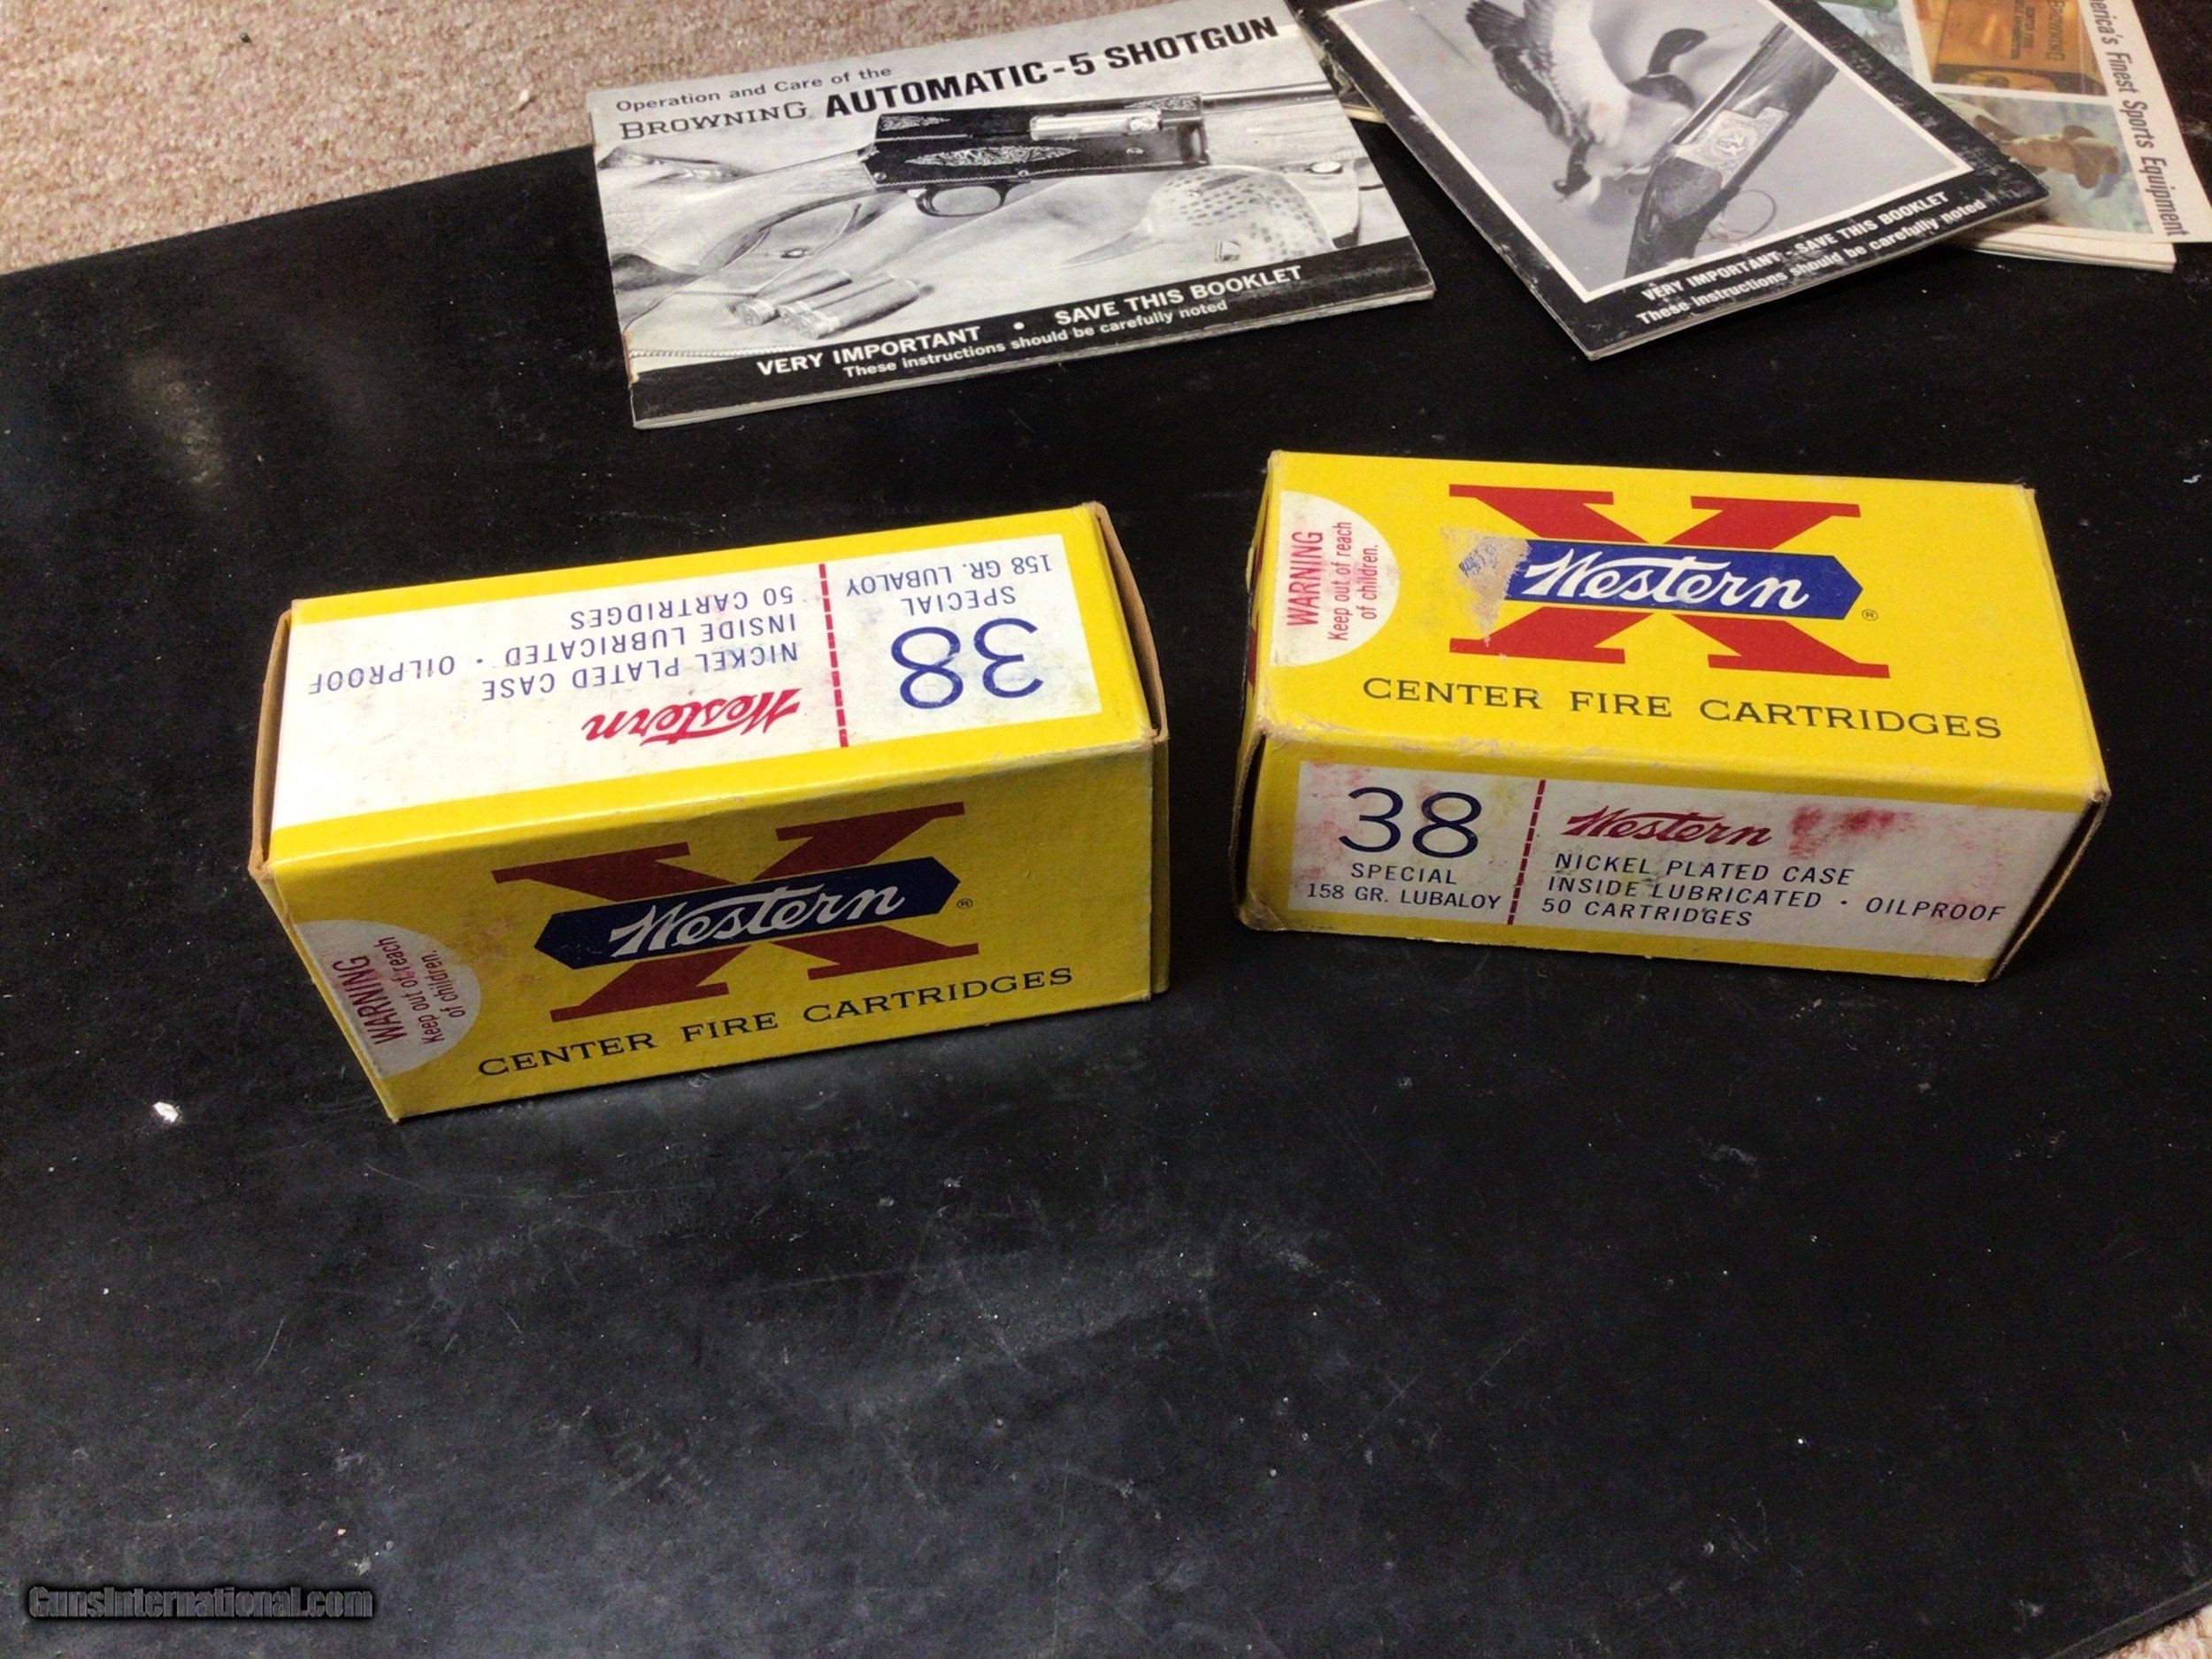 Operation and Care of the
BROWNING AUTOMATIC-5 SHOTGUN
VERY IMPORTANT • SAVE THIS BOOKLET
These instructions should be carefully noted
VERY IMPORTANT - SAVE THIS BOOKLET
These instructions should be carefully noted
Finest Sports Equipment
BROWNING
38
SPECIAL
158 GR. LUBALOY
Western
NICKEL PLATED CASE
INSIDE LUBRICATED · OILPROOF
50 CARTRIDGES
WARNING
Keep out of reach
of children.
Western ®
CENTER FIRE CARTRIDGES
WARNING
Keep out of reach
of children.
Western ®
CENTER FIRE CARTRIDGES
38
SPECIAL
158 GR. LUBALOY
Western
NICKEL PLATED CASE
INSIDE LUBRICATED · OILPROOF
50 CARTRIDGES
GunsInternational.com